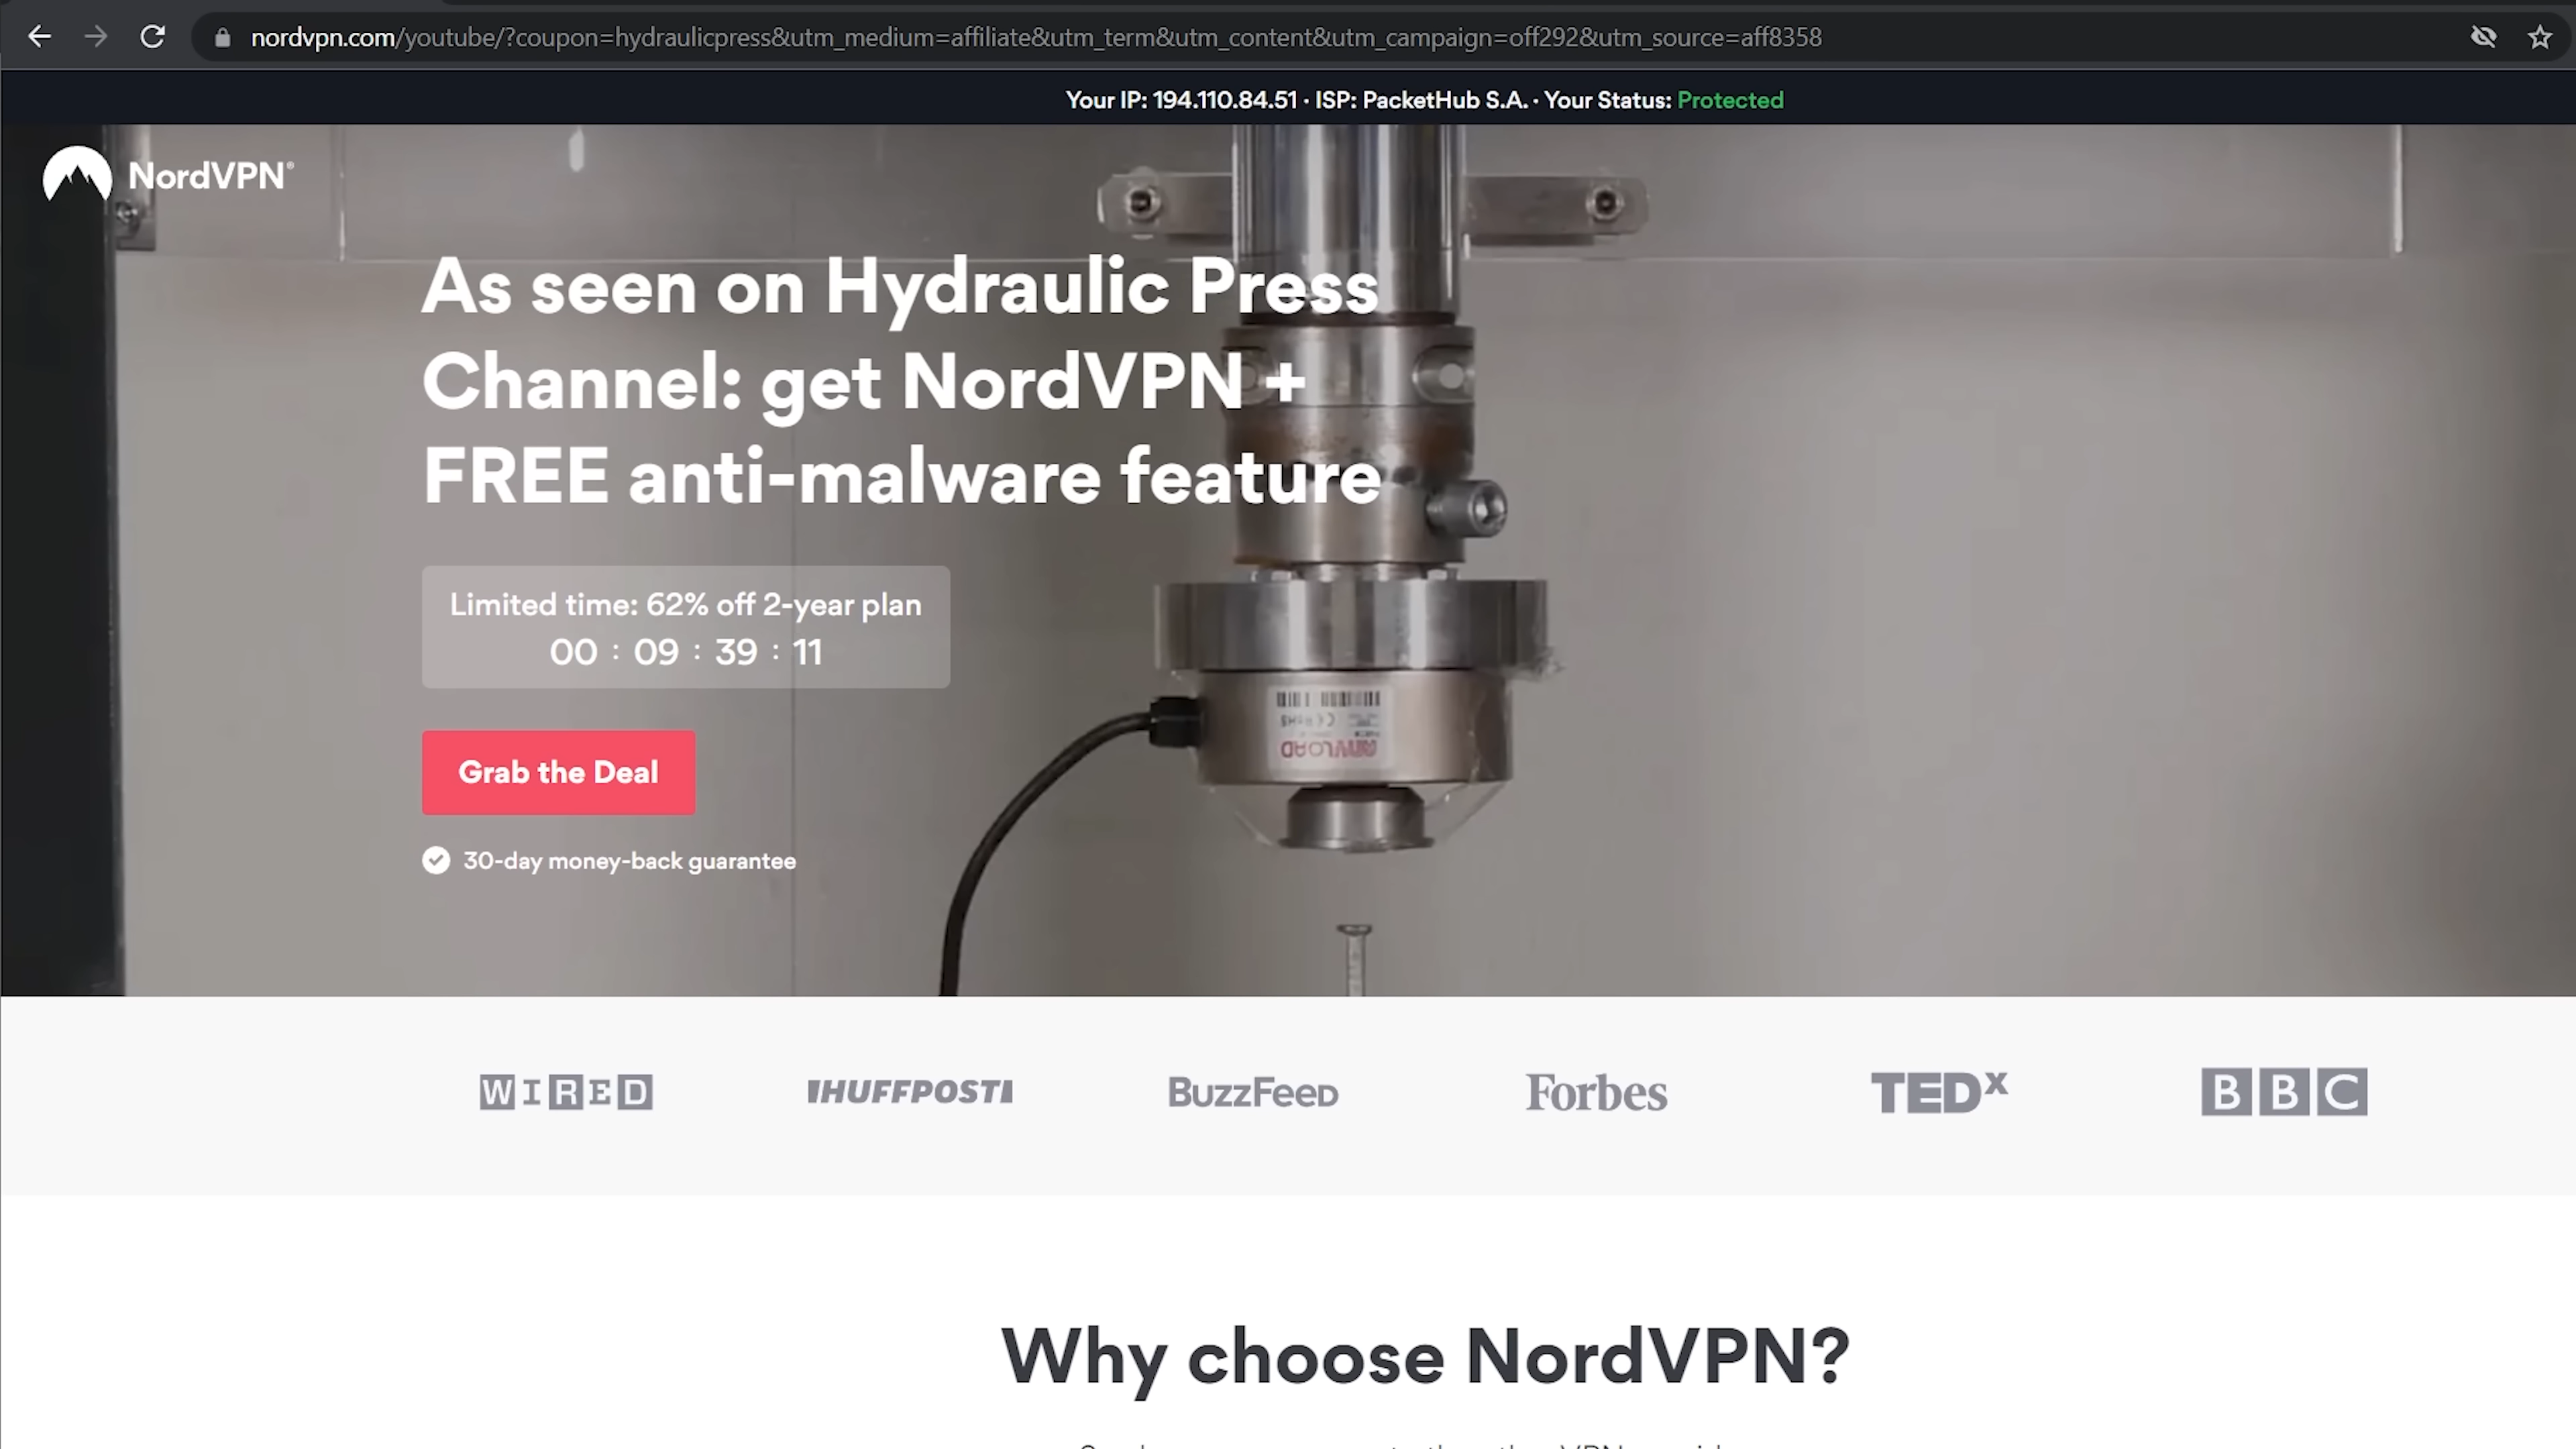 nordvpn.com/youtube/?coupon=hydraulicpress&utm_medium=affiliate&utm_term&utm_content&utm_campaign=off292&utm_source=aff8358
Your IP: 194.110.84.51 · ISP: PacketHub S.A. · Your Status: Protected
NordVPN®
As seen on Hydraulic Press
Channel: get NordVPN +
FREE anti-malware feature
Limited time: 62% off 2-year plan
00 : 09 : 39 : 11
Grab the Deal
30-day money-back guarantee
ANYLOAD
WIRED
HUFFPOST
BuzzFeed
Forbes
TEDx
BBC
Why choose NordVPN?